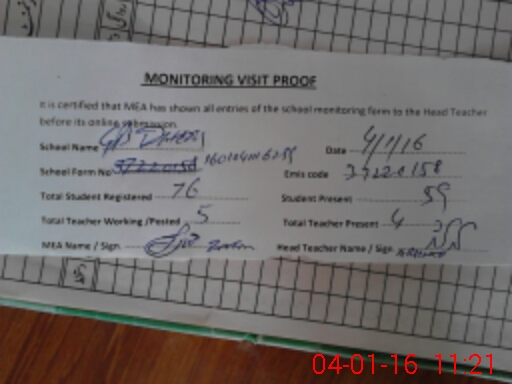 MONITORING VISIT PROOF
It is certified that MEA has shown all entries of the school monitoring form to the Head Teacher
before its online submission.
School Name Date 4/1/16
School Form No Emis code 37220158
Total Student Registered 76 Student Present 59
Total Teacher Working /Posted 5 Total Teacher Present 4
MEA Name / Sign. Head Teacher Name / Sign
04-01-16 11:21